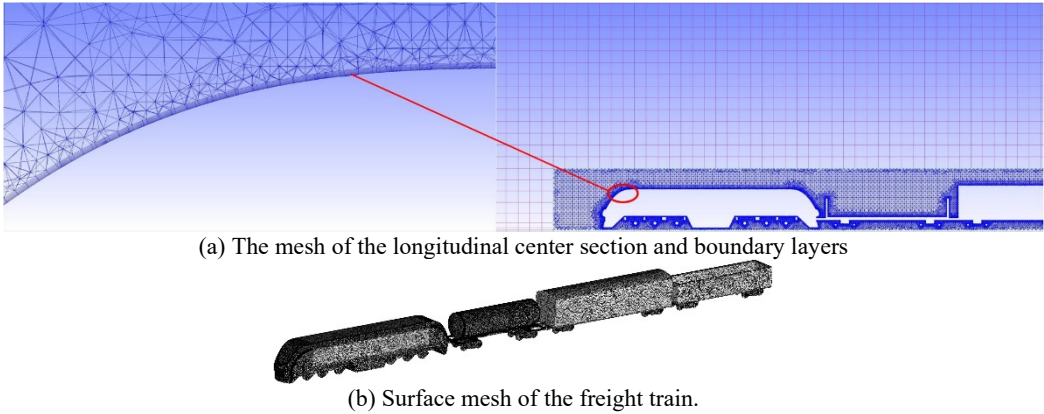 (a) The mesh of the longitudinal center section and boundary layers
(b) Surface mesh of the freight train.